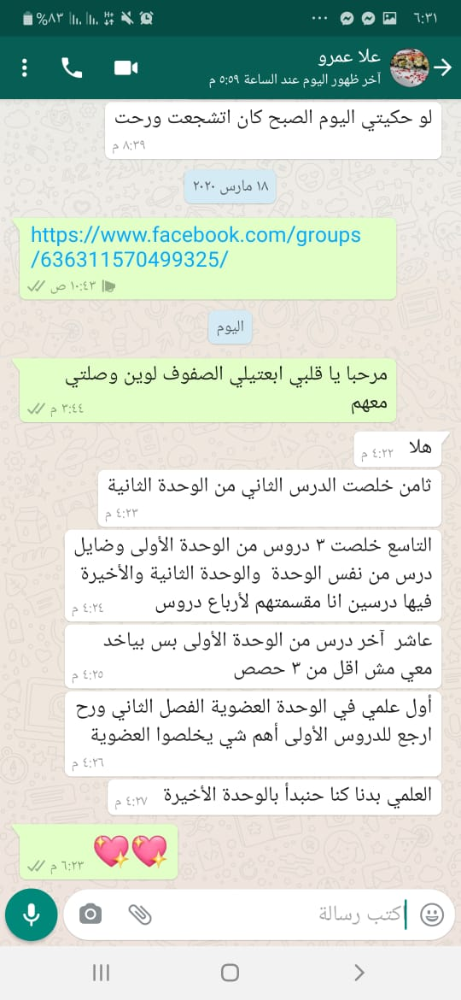 %٨٣
٦:٣١
علا عمرو
آخر ظهور اليوم عند الساعة ٥:٥٩ م
لو حكيتي اليوم الصبح كان اتشجعت ورحت
٨:٣٩ م
١٨ مارس ٢٠٢٠
https://www.facebook.com/groups
/636311570499325/
١٠:٤٣ ص
اليوم
مرحبا يا قلبي ابعتيلي الصفوف لوين وصلتي
معهم
٣:٤٤ م
هلا
٤:٢٢ م
ثامن خلصت الدرس الثاني من الوحدة الثانية
٤:٢٣ م
التاسع خلصت ٣ دروس من الوحدة الأولى وضايل
درس من نفس الوحدة والوحدة الثانية والأخيرة
فيها درسين انا مقسمتهم لأرباع دروس
٤:٢٤ م
عاشر آخر درس من الوحدة الأولى بس بياخد
معي مش اقل من ٣ حصص
٤:٢٥ م
أول علمي في الوحدة العضوية الفصل الثاني ورح
ارجع للدروس الأولى أهم شي يخلصوا العضوية
٤:٢٦ م
العلمي بدنا كنا حنبدأ بالوحدة الأخيرة
٤:٢٧ م
💖💖
٦:٢٣ م
اكتب رسالة